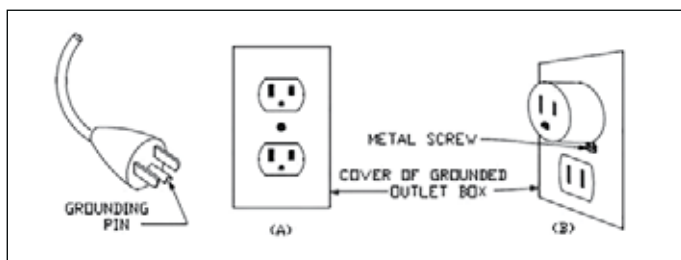 METAL SCREW
COVER OF GROUNDED
OUTLET BOX
GROUNDING
PIN
(A)
(B)